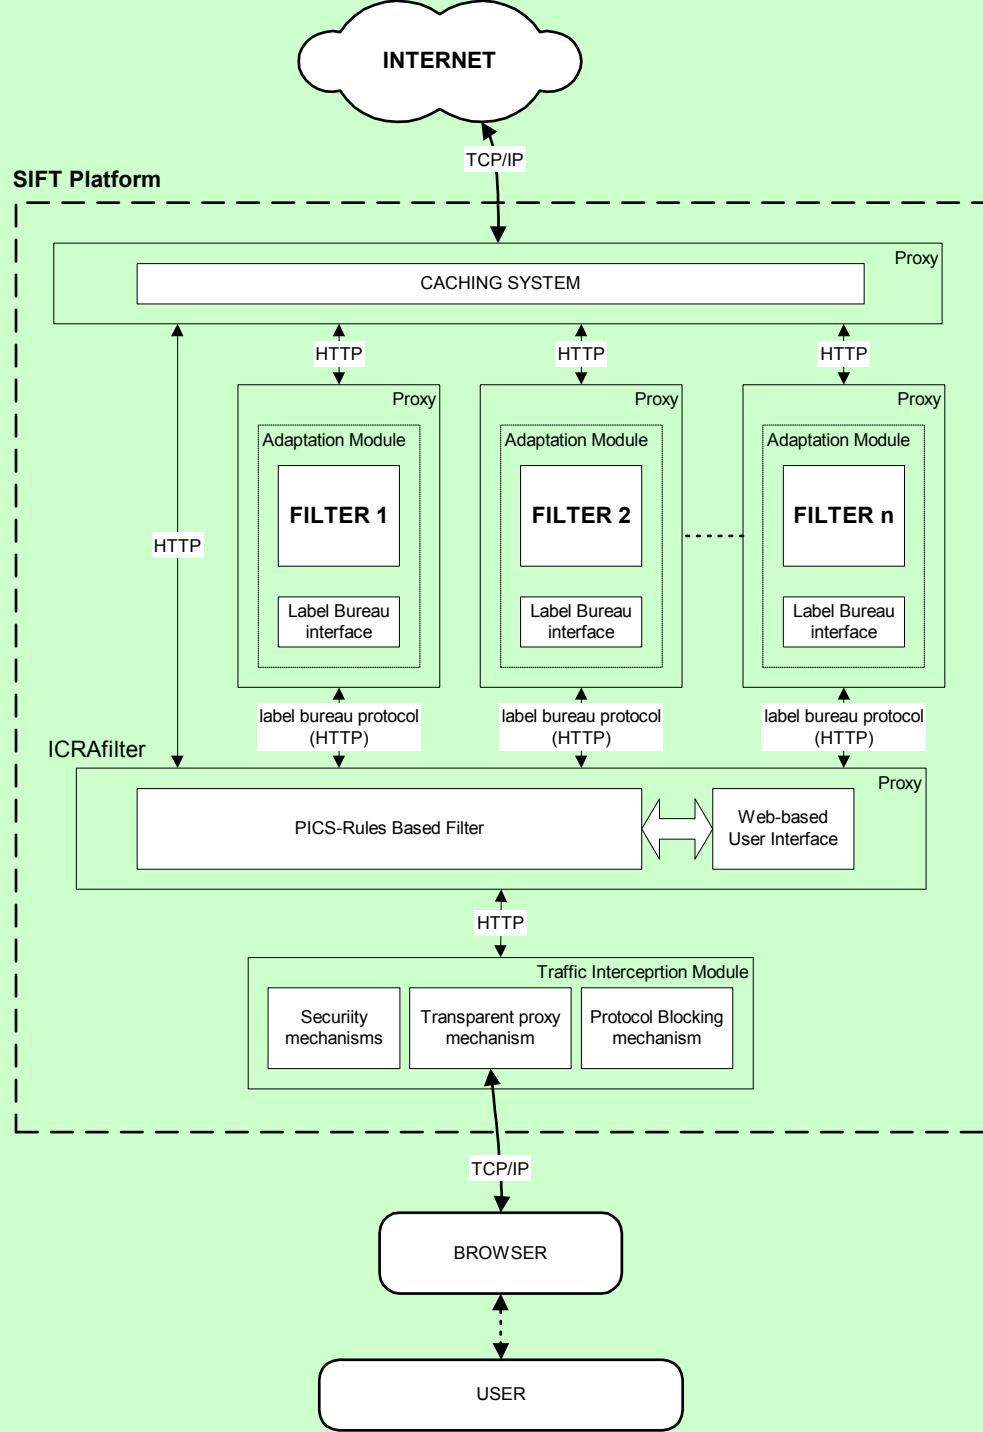 INTERNET
TCP/IP
SIFT Platform
Proxy
CACHING SYSTEM
HTTP
HTTP
HTTP
Proxy
Proxy
Proxy
Adaptation Module
Adaptation Module
Adaptation Module
FILTER 1
FILTER 2
FILTER n
HTTP
Label Bureau
interface
Label Bureau
interface
Label Bureau
interface
label bureau protocol
(HTTP)
label bureau protocol
(HTTP)
label bureau protocol
(HTTP)
ICRAfilter
Proxy
PICS-Rules Based Filter
Web-based
User Interface
HTTP
Traffic Interceprtion Module
Securiity
mechanisms
Transparent proxy
mechanism
Protocol Blocking
mechanism
TCP/IP
BROWSER
USER